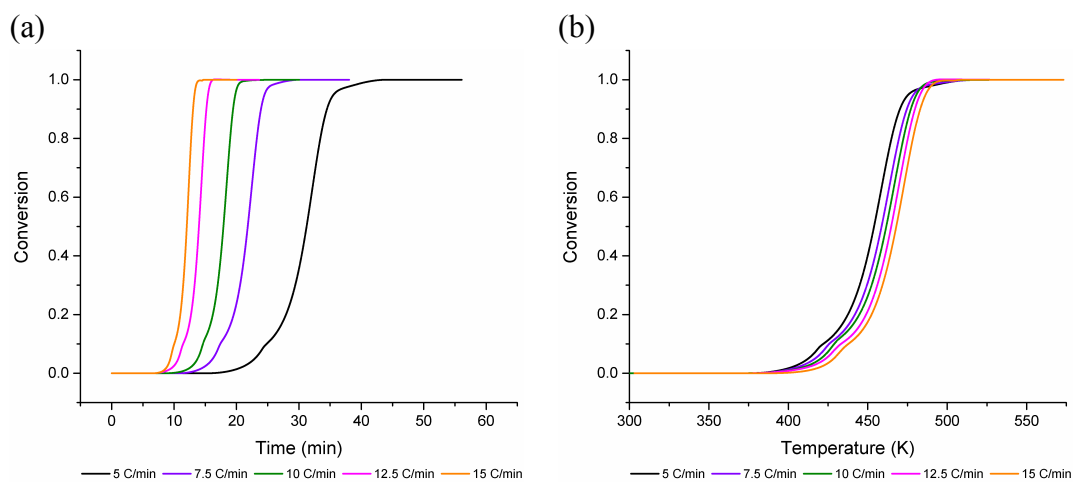 (a)
1.0
0.8
0.6
0.4
0.2
0.0
Conversion
0 10 20 30 40 50 60
Time (min)
5 C/min 7.5 C/min 10 C/min 12.5 C/min 15 C/min
(b)
1.0
0.8
0.6
0.4
0.2
0.0
Conversion
300 350 400 450 500 550
Temperature (K)
5 C/min 7.5 C/min 10 C/min 12.5 C/min 15 C/min